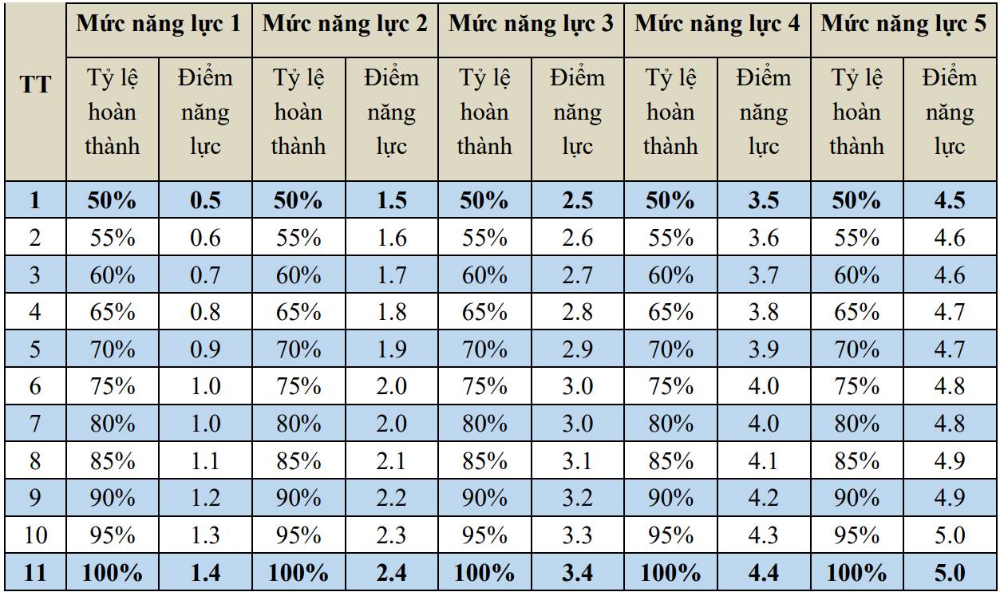 TT Mức năng lực 1 Mức năng lực 2 Mức năng lực 3 Mức năng lực 4 Mức năng lực 5
Tỷ lệ hoàn thành Điểm năng lực Tỷ lệ hoàn thành Điểm năng lực Tỷ lệ hoàn thành Điểm năng lực Tỷ lệ hoàn thành Điểm năng lực Tỷ lệ hoàn thành Điểm năng lực
1 50% 0.5 50% 1.5 50% 2.5 50% 3.5 50% 4.5
2 55% 0.6 55% 1.6 55% 2.6 55% 3.6 55% 4.6
3 60% 0.7 60% 1.7 60% 2.7 60% 3.7 60% 4.6
4 65% 0.8 65% 1.8 65% 2.8 65% 3.8 65% 4.7
5 70% 0.9 70% 1.9 70% 2.9 70% 3.9 70% 4.7
6 75% 1.0 75% 2.0 75% 3.0 75% 4.0 75% 4.8
7 80% 1.0 80% 2.0 80% 3.0 80% 4.0 80% 4.8
8 85% 1.1 85% 2.1 85% 3.1 85% 4.1 85% 4.9
9 90% 1.2 90% 2.2 90% 3.2 90% 4.2 90% 4.9
10 95% 1.3 95% 2.3 95% 3.3 95% 4.3 95% 5.0
11 100% 1.4 100% 2.4 100% 3.4 100% 4.4 100% 5.0